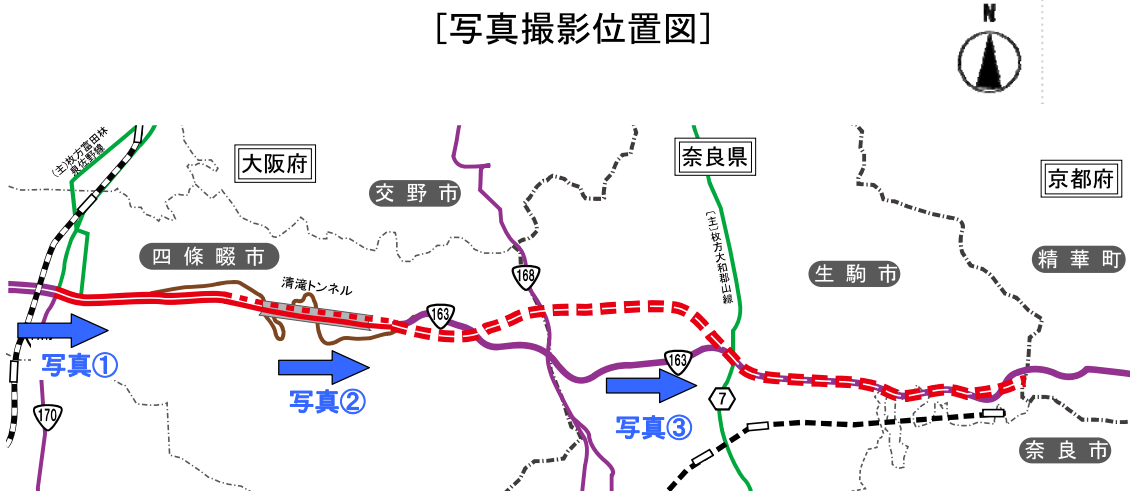 [写真撮影位置図]
N
(主)枚方富田林
泉佐野線
大阪府
奈良県
京都府
交野市
四條畷市
清滝トンネル
168
163
(主)枚方大和郡山線
生駒市
精華町
写真①
写真②
163
写真③
7
170
奈良市